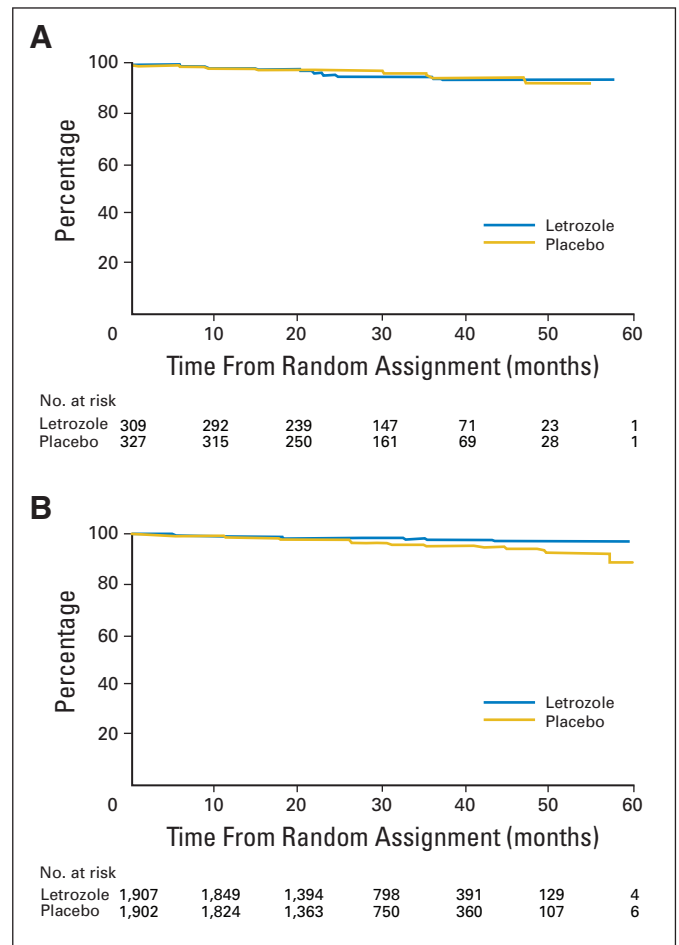 A
100
80
60
40
20
Percentage
Letrozole
Placebo
0 10 20 30 40 50 60
Time From Random Assignment (months)
No. at risk
Letrozole 309 292 239 147 71 23 1
Placebo 327 315 250 161 69 28 1
B
100
80
60
40
20
Percentage
Letrozole
Placebo
0 10 20 30 40 50 60
Time From Random Assignment (months)
No. at risk
Letrozole 1,907 1,849 1,394 798 391 129 4
Placebo 1,902 1,824 1,363 750 360 107 6